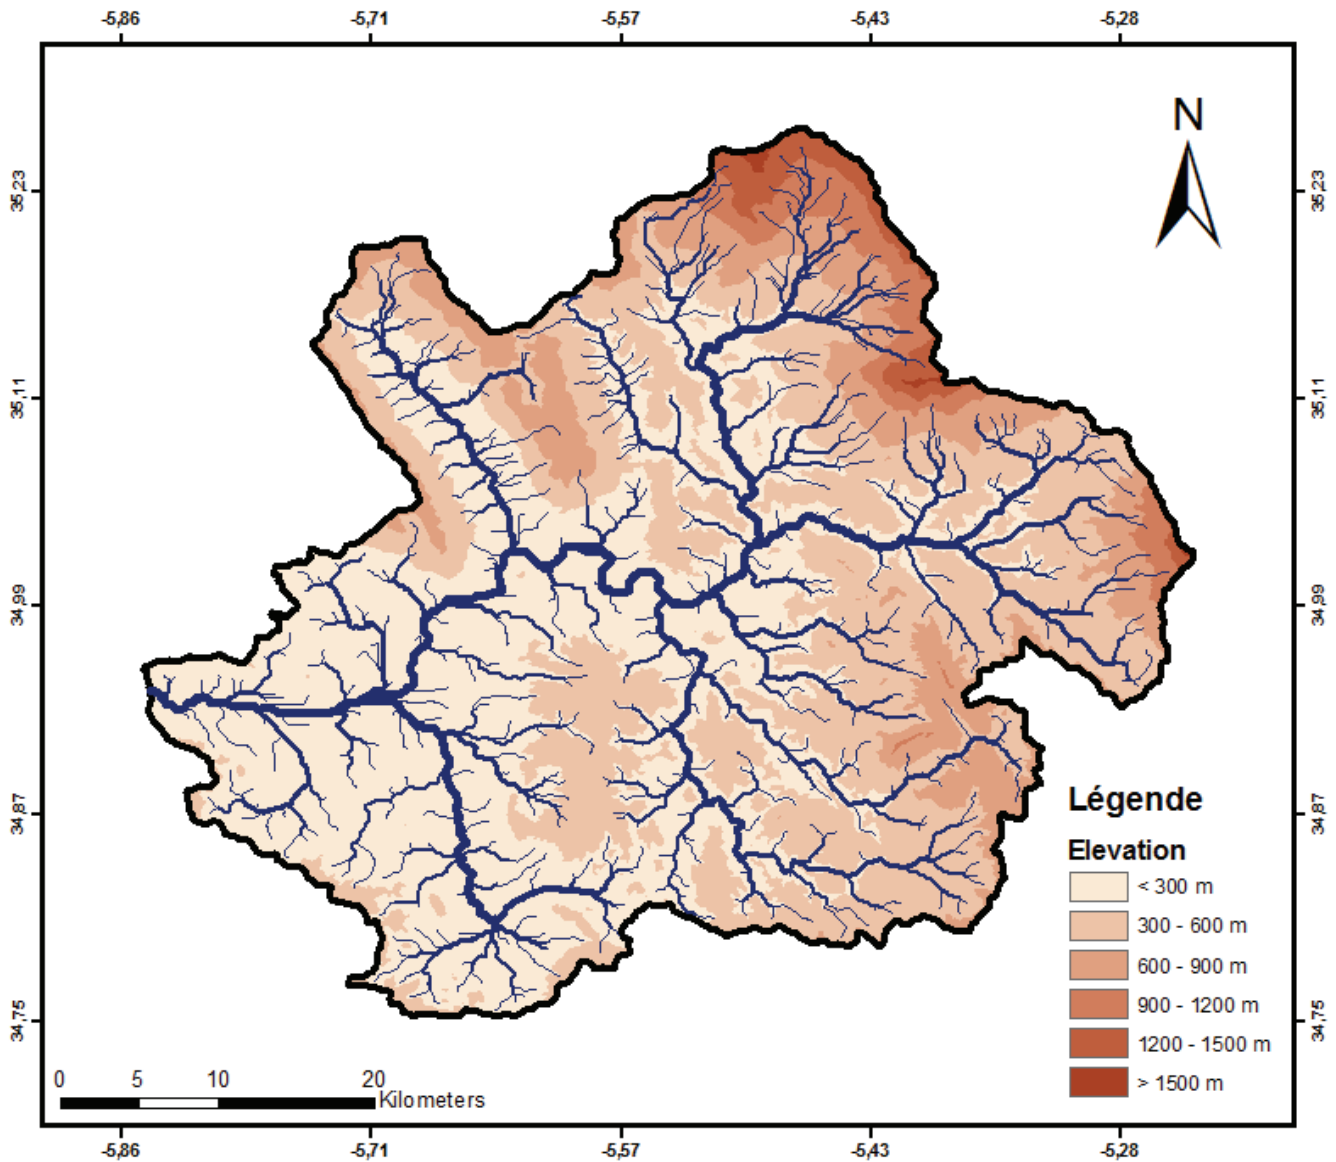 -5,86 -5,71 -5,57 -5,43 -5,28
N
35,23 35,23
35,11 35,11
34,99 34,99
34,87 34,87
34,75 34,75
Légende
Elevation
< 300 m
300 - 600 m
600 - 900 m
900 - 1200 m
1200 - 1500 m
> 1500 m
0 5 10 20
Kilometers
-5,86 -5,71 -5,57 -5,43 -5,28